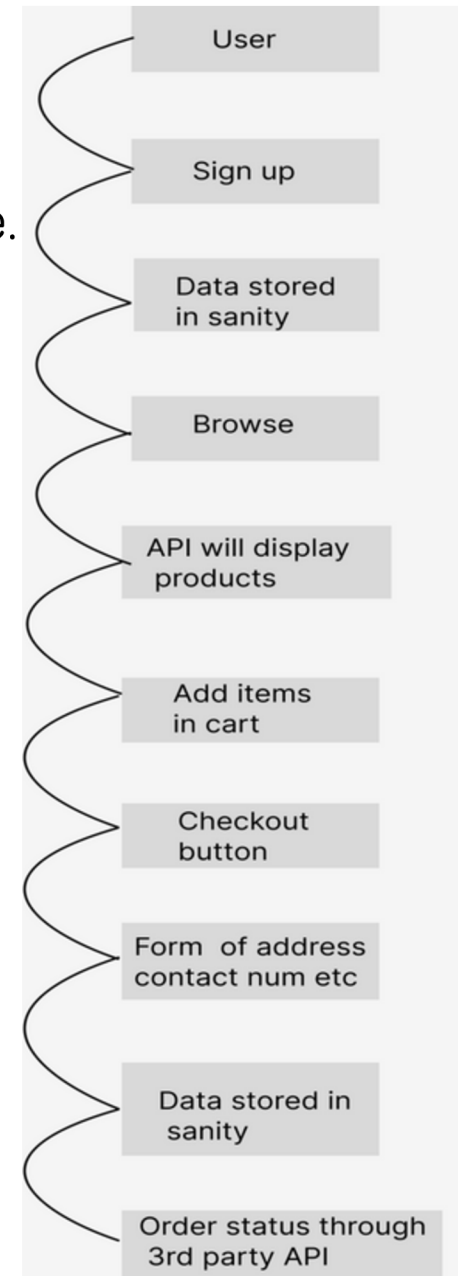 User
Sign up
e.
Data stored
in sanity
Browse
API will display
products
Add items
in cart
Checkout
button
Form of address
contact num etc
Data stored in
sanity
Order status through
3rd party API